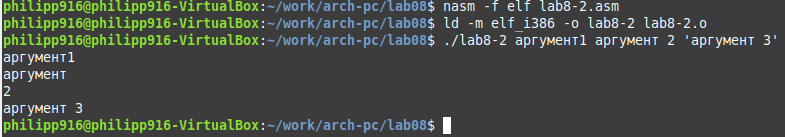 philipp916@philipp916-VirtualBox:~/work/arch-pc/lab08$ nasm -f elf lab8-2.asm
philipp916@philipp916-VirtualBox:~/work/arch-pc/lab08$ ld -m elf_i386 -o lab8-2 lab8-2.o
philipp916@philipp916-VirtualBox:~/work/arch-pc/lab08$ ./lab8-2 аргумент1 аргумент 2 'аргумент 3'
аргумент1
аргумент
2
аргумент 3
philipp916@philipp916-VirtualBox:~/work/arch-pc/lab08$